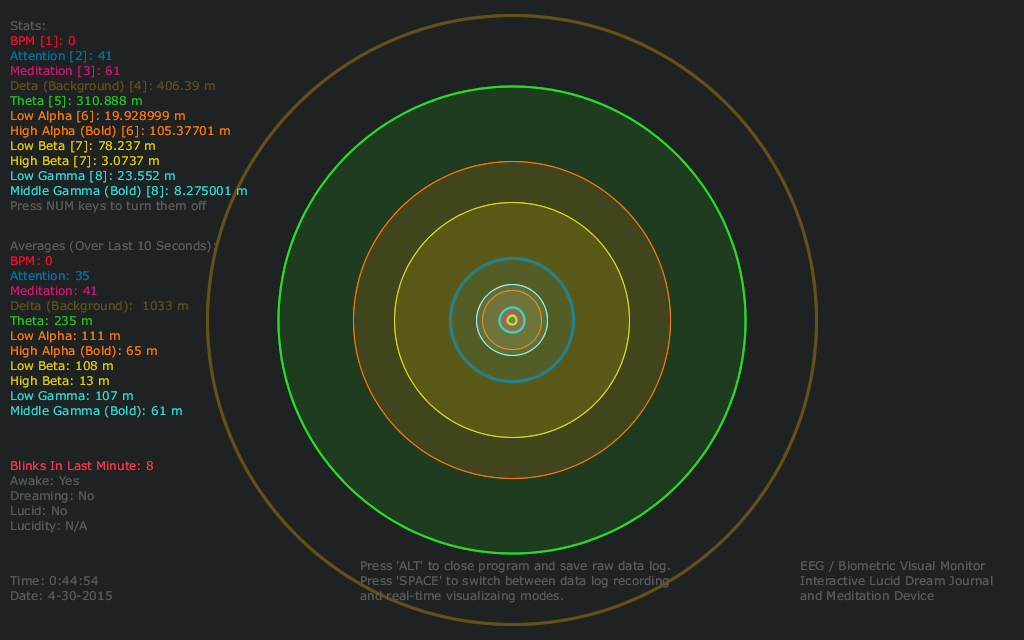 Stats:
BPM [1]: 0
Attention [2]: 41
Meditation [3]: 61
Deta (Background) [4]: 406.39 m
Theta [5]: 310.888 m
Low Alpha [6]: 19.928999 m
High Alpha (Bold) [6]: 105.37701 m
Low Beta [7]: 78.237 m
High Beta [7]: 3.0737 m
Low Gamma [8]: 23.552 m
Middle Gamma (Bold) [8]: 8.275001 m
Press NUM keys to turn them off
Averages (Over Last 10 Seconds):
BPM: 0
Attention: 35
Meditation: 41
Delta (Background):  1033 m
Theta: 235 m
Low Alpha: 111 m
High Alpha (Bold): 65 m
Low Beta: 108 m
High Beta: 13 m
Low Gamma: 107 m
Middle Gamma (Bold): 61 m
Blinks In Last Minute: 8
Awake: Yes
Dreaming: No
Lucid: No
Lucidity: N/A
Time: 0:44:54
Date: 4-30-2015
Press 'ALT' to close program and save raw data log.
Press 'SPACE' to switch between data log recording
and real-time visualizaing modes.
EEG / Biometric Visual Monitor
Interactive Lucid Dream Journal
and Meditation Device